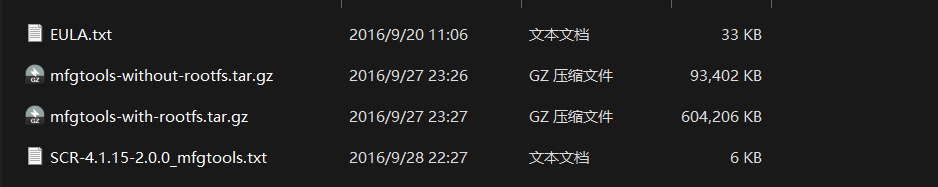 EULA.txt 2016/9/20 11:06 文本文档 33 KB
GZ mfgtools-without-rootfs.tar.gz 2016/9/27 23:26 GZ 压缩文件 93,402 KB
GZ mfgtools-with-rootfs.tar.gz 2016/9/27 23:27 GZ 压缩文件 604,206 KB
SCR-4.1.15-2.0.0_mfgtools.txt 2016/9/28 22:27 文本文档 6 KB